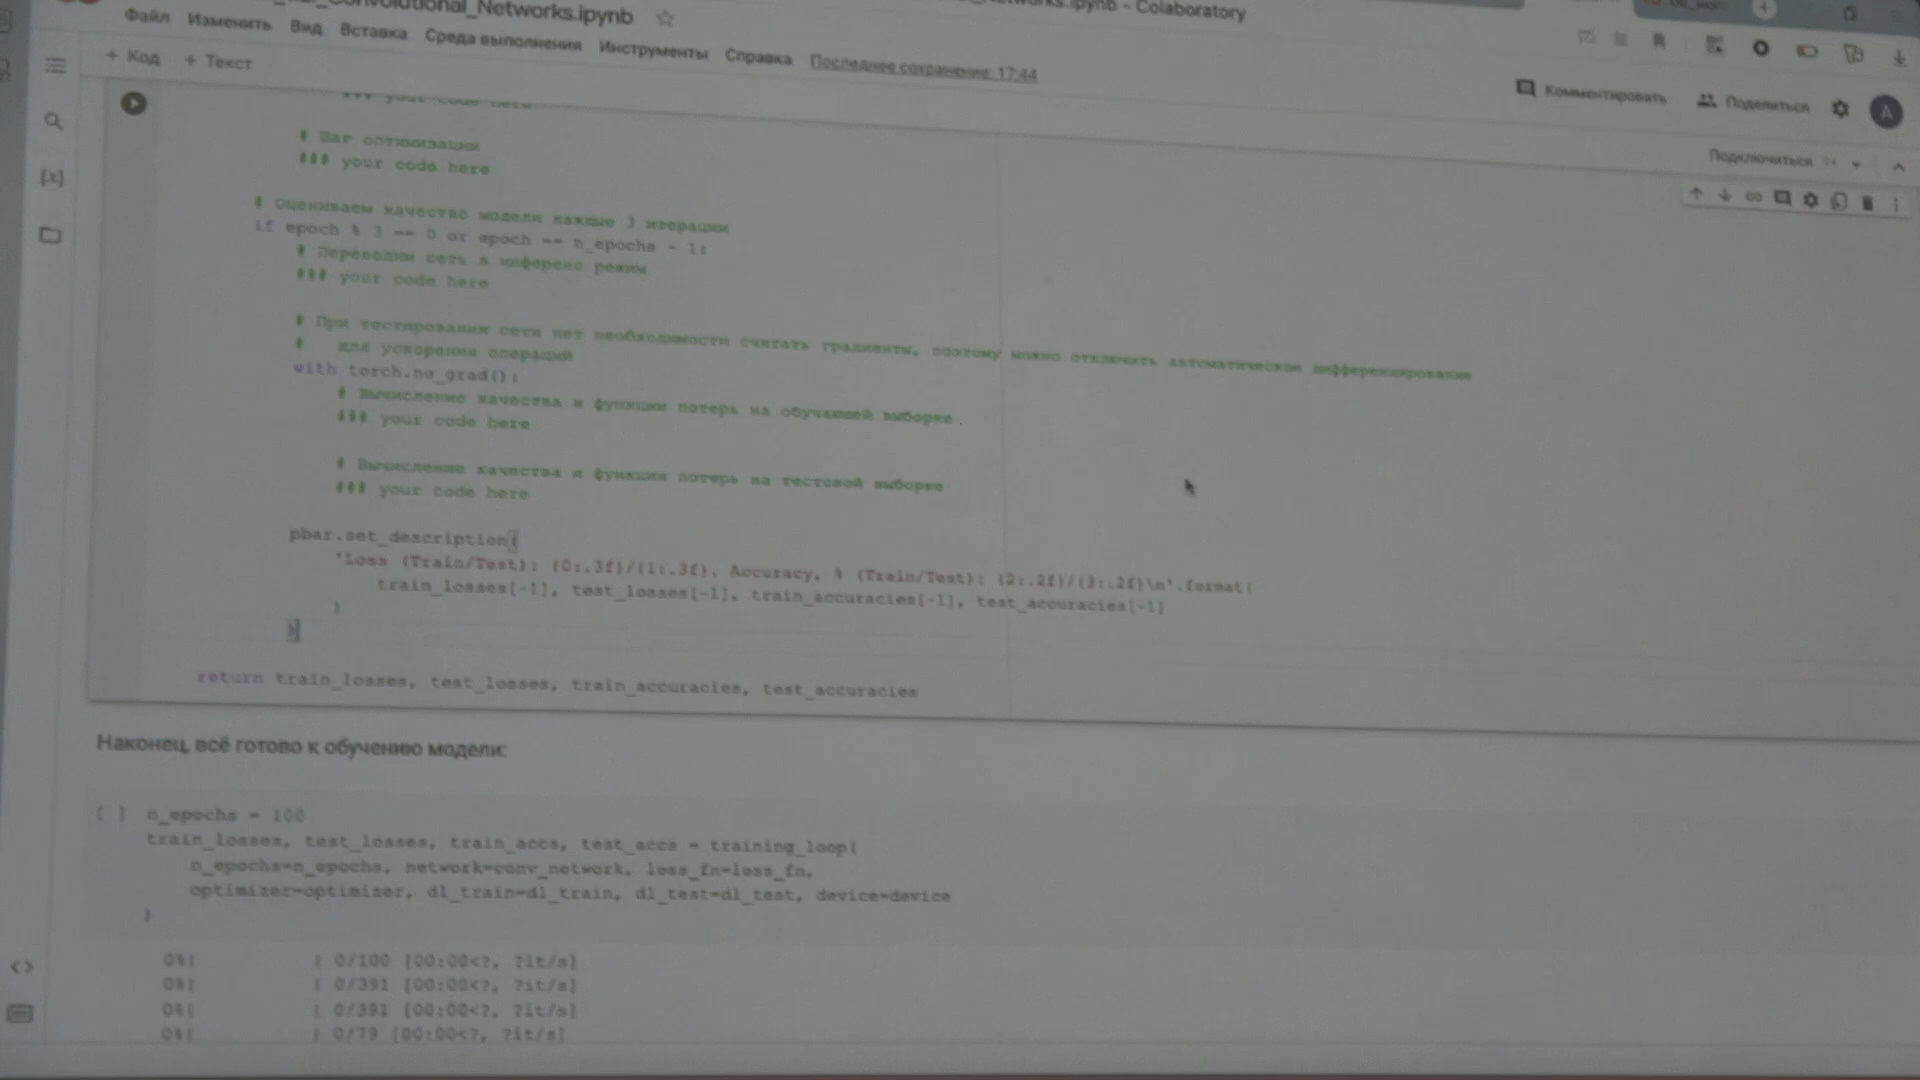 _Convolutional_Networks.ipynb
Networks.ipynb - Colaboratory
Файл Изменить Вид Вставка Среда выполнения Инструменты Справка Последнее сохранение: 17:44
+ Код + Текст
Комментировать Поделиться A
Подключиться
### your code here
# Шаг оптимизации
### your code here
# Оцениваем качество модели каждые 3 итерации
if epoch % 3 == 0 or epoch == n_epochs - 1:
# Переводим сеть в инференс режим
### your code here
# При тестировании сети нет необходимости считать градиенты, поэтому можно отключить автоматическое дифференцирование
# для ускорения операций
with torch.no_grad():
# Вычисление качества и функции потерь на обучающей выборке.
### your code here
# Вычисление качества и функции потерь на тестовой выборке
### your code here
pbar.set_description(
'Loss (Train/Test): {0:.3f}/{1:.3f}. Accuracy, % (Train/Test): {2:.2f}/{3:.2f}\n'.format(
train_losses[-1], test_losses[-1], train_accuracies[-1], test_accuracies[-1]
)
)
return train_losses, test_losses, train_accuracies, test_accuracies
Наконец, всё готово к обучению модели:
[ ] n_epochs = 100
train_losses, test_losses, train_accs, test_accs = training_loop(
n_epochs=n_epochs, network=conv_network, loss_fn=loss_fn,
optimizer=optimizer, dl_train=dl_train, dl_test=dl_test, device=device
)
0%| | 0/100 [00:00<?, ?it/s]
0%| | 0/391 [00:00<?, ?it/s]
0%| | 0/391 [00:00<?, ?it/s]
0%| | 0/79 [00:00<?, ?it/s]